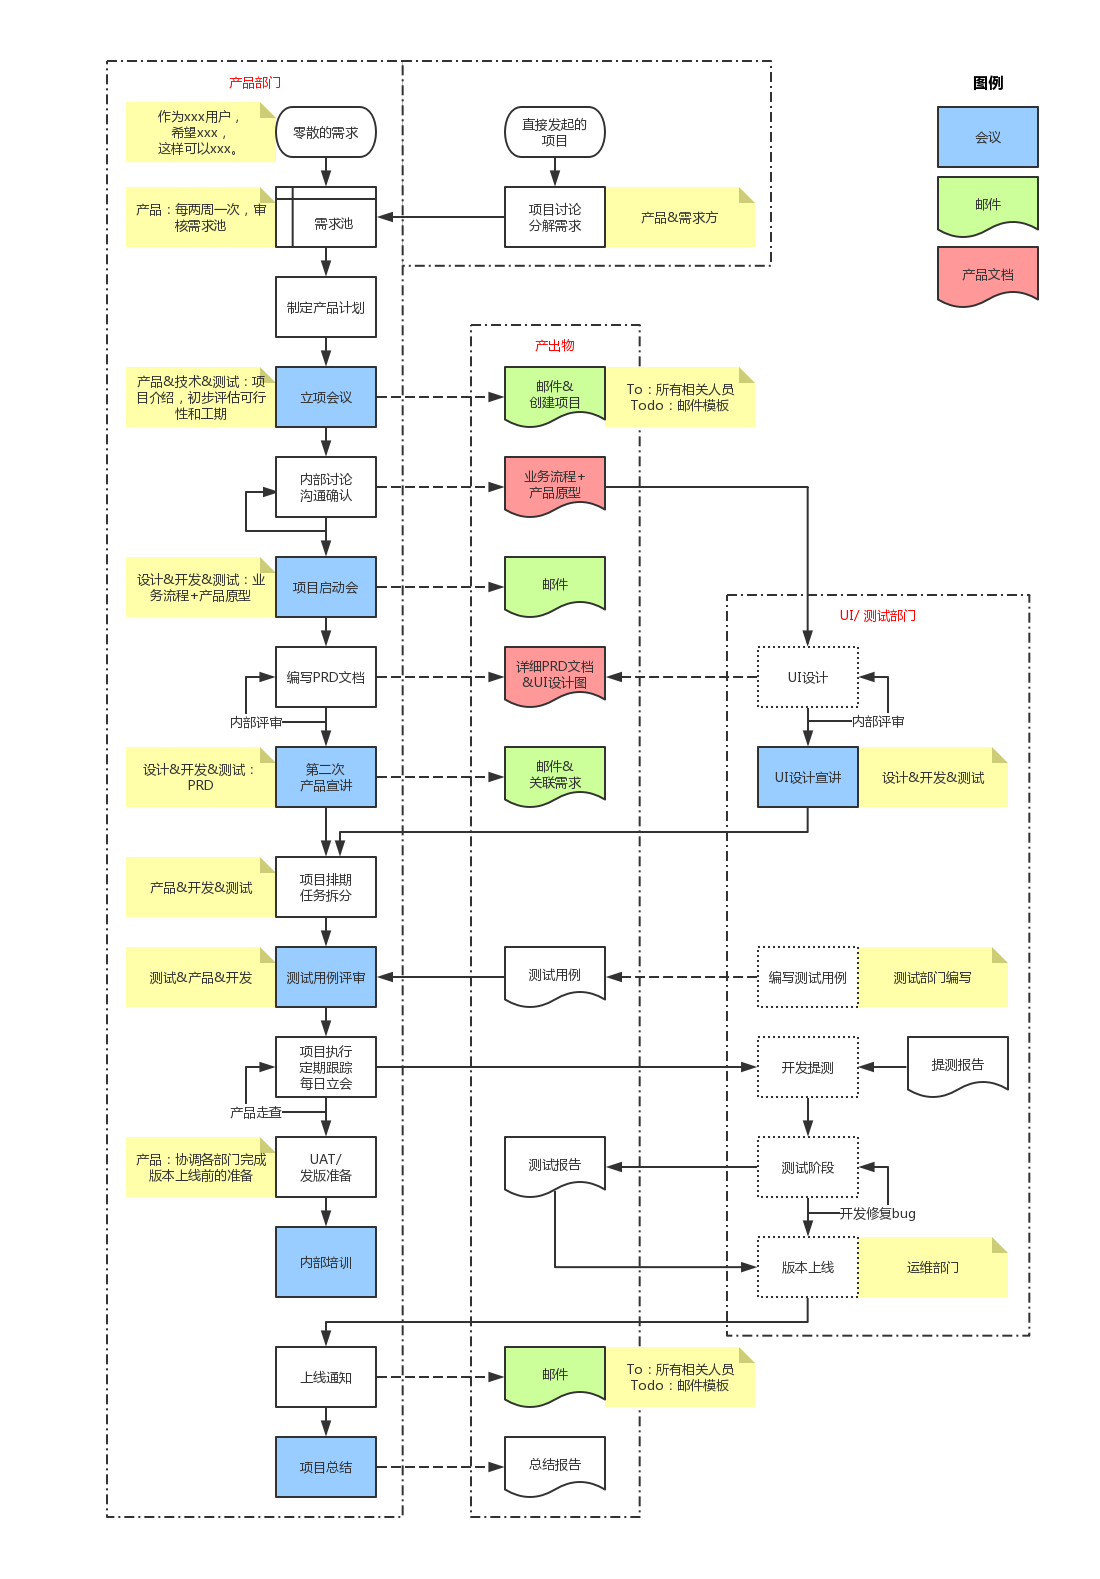 产品部门
图例
作为xxx用户，
希望xxx，
这样可以xxx。
零散的需求
直接发起的
项目
会议
产品：每两周一次，审
核需求池
需求池
项目讨论
分解需求
产品&需求方
邮件
产品文档
制定产品计划
产出物
产品&技术&测试：项
目介绍，初步评估可行
性和工期
立项会议
邮件&
创建项目
To：所有相关人员
Todo：邮件模板
内部讨论
沟通确认
业务流程+
产品原型
设计&开发&测试：业
务流程+产品原型
项目启动会
邮件
UI/ 测试部门
编写PRD文档
详细PRD文档
&UI设计图
UI设计
内部评审
内部评审
设计&开发&测试：
PRD
第二次
产品宣讲
邮件&
关联需求
UI设计宣讲
设计&开发&测试
产品&开发&测试
项目排期
任务拆分
测试&产品&开发
测试用例评审
测试用例
编写测试用例
测试部门编写
项目执行
定期跟踪
每日立会
开发提测
提测报告
产品走查
产品：协调各部门完成
版本上线前的准备
UAT/
发版准备
测试报告
测试阶段
开发修复bug
内部培训
版本上线
运维部门
上线通知
邮件
To：所有相关人员
Todo：邮件模板
项目总结
总结报告